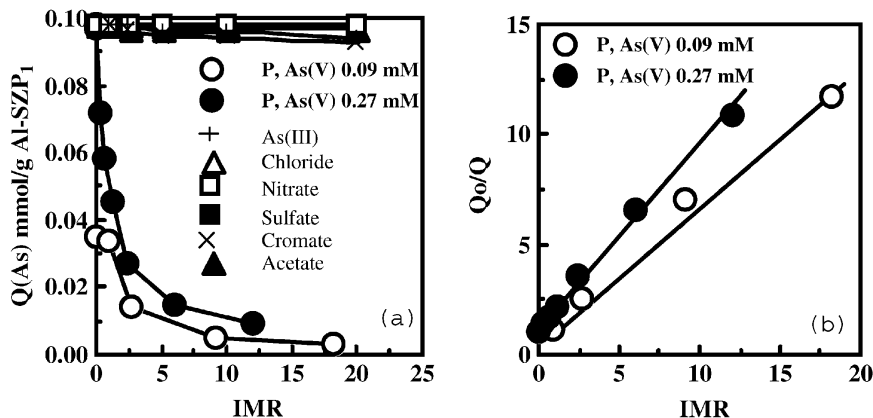 0.10
0.08
0.06
0.04
0.02
0.00
Q(As) mmol/g Al-SZP1
P, As(V) 0.09 mM
P, As(V) 0.27 mM
As(III)
Chloride
Nitrate
Sulfate
Cromate
Acetate
(a)
0 5 10 15 20 25
IMR
15
10
5
0
Qo/Q
P, As(V) 0.09 mM
P, As(V) 0.27 mM
(b)
0 5 10 15 20
IMR